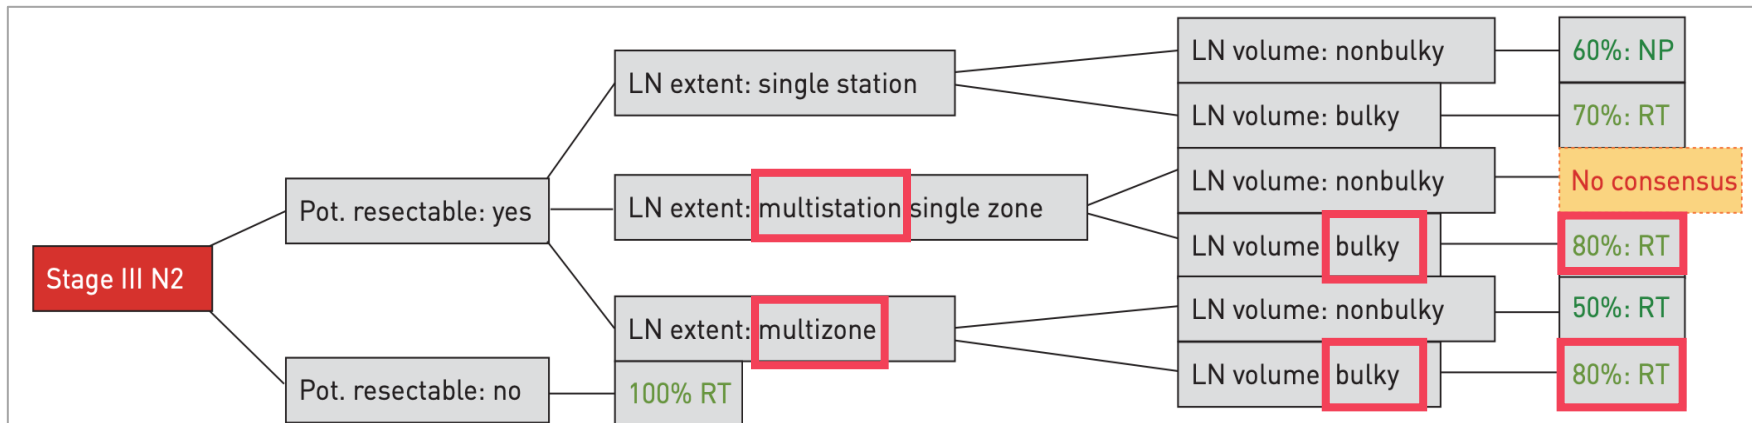 Stage III N2
Pot. resectable: yes
LN extent: single station
LN volume: nonbulky
60%: NP
LN volume: bulky
70%: RT
LN extent: multistation single zone
LN volume: nonbulky
No consensus
LN volume bulky
80%: RT
LN extent: multizone
LN volume: nonbulky
50%: RT
LN volume bulky
80%: RT
Pot. resectable: no
100% RT